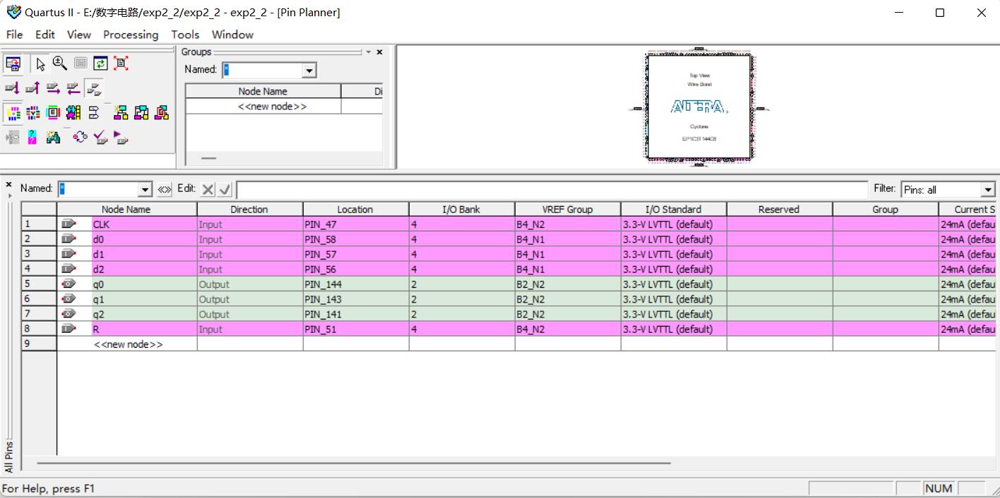 Quartus II - E:/数字电路/exp2_2/exp2_2 - exp2_2 - [Pin Planner]
File Edit View Processing Tools Window
Groups
Named: *
Node Name Di
<<new node>>
Top View
Wire Bond
ALTERA
Cyclone
EP1C3T144C8
Named: * Edit: Filter: Pins: all
Node Name Direction Location I/O Bank VREF Group I/O Standard Reserved Group Current S
1 CLK Input PIN_47 4 B4_N2 3.3-V LVTTL (default) 24mA (defau
2 d0 Input PIN_58 4 B4_N1 3.3-V LVTTL (default) 24mA (defau
3 d1 Input PIN_57 4 B4_N1 3.3-V LVTTL (default) 24mA (defau
4 d2 Input PIN_56 4 B4_N1 3.3-V LVTTL (default) 24mA (defau
5 q0 Output PIN_144 2 B2_N2 3.3-V LVTTL (default) 24mA (defau
6 q1 Output PIN_143 2 B2_N2 3.3-V LVTTL (default) 24mA (defau
7 q2 Output PIN_141 2 B2_N2 3.3-V LVTTL (default) 24mA (defau
8 R Input PIN_51 4 B4_N2 3.3-V LVTTL (default) 24mA (defau
9 <<new node>>
All Pins
For Help, press F1
NUM